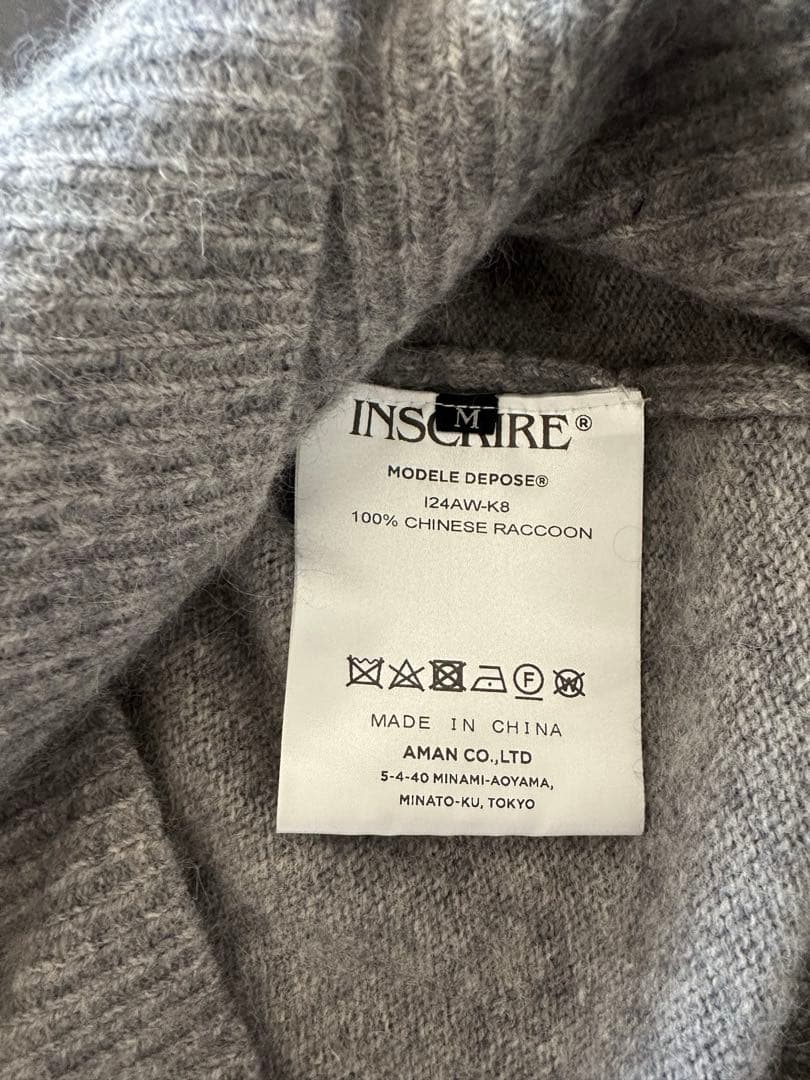 M
INSCRIRE®
MODELE DEPOSE®
I24AW-K8
100% CHINESE RACCOON
F
W
MADE IN CHINA
AMAN CO.,LTD
5-4-40 MINAMI-AOYAMA,
MINATO-KU, TOKYO